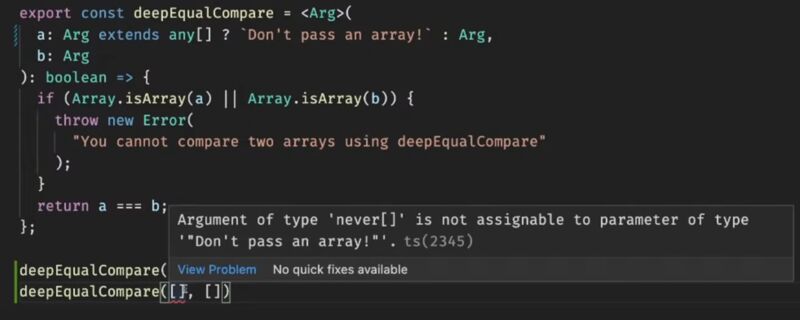 export const deepEqualCompare = <Arg>(
a: Arg extends any[] ? `Don't pass an array!` : Arg,
b: Arg
): boolean => {
if (Array.isArray(a) || Array.isArray(b)) {
throw new Error(
"You cannot compare two arrays using deepEqualCompare"
);
}
return a === b;
};
Argument of type 'never[]' is not assignable to parameter of type
'"Don't pass an array!"'. ts(2345)
View Problem No quick fixes available
deepEqualCompare(
deepEqualCompare([], [])